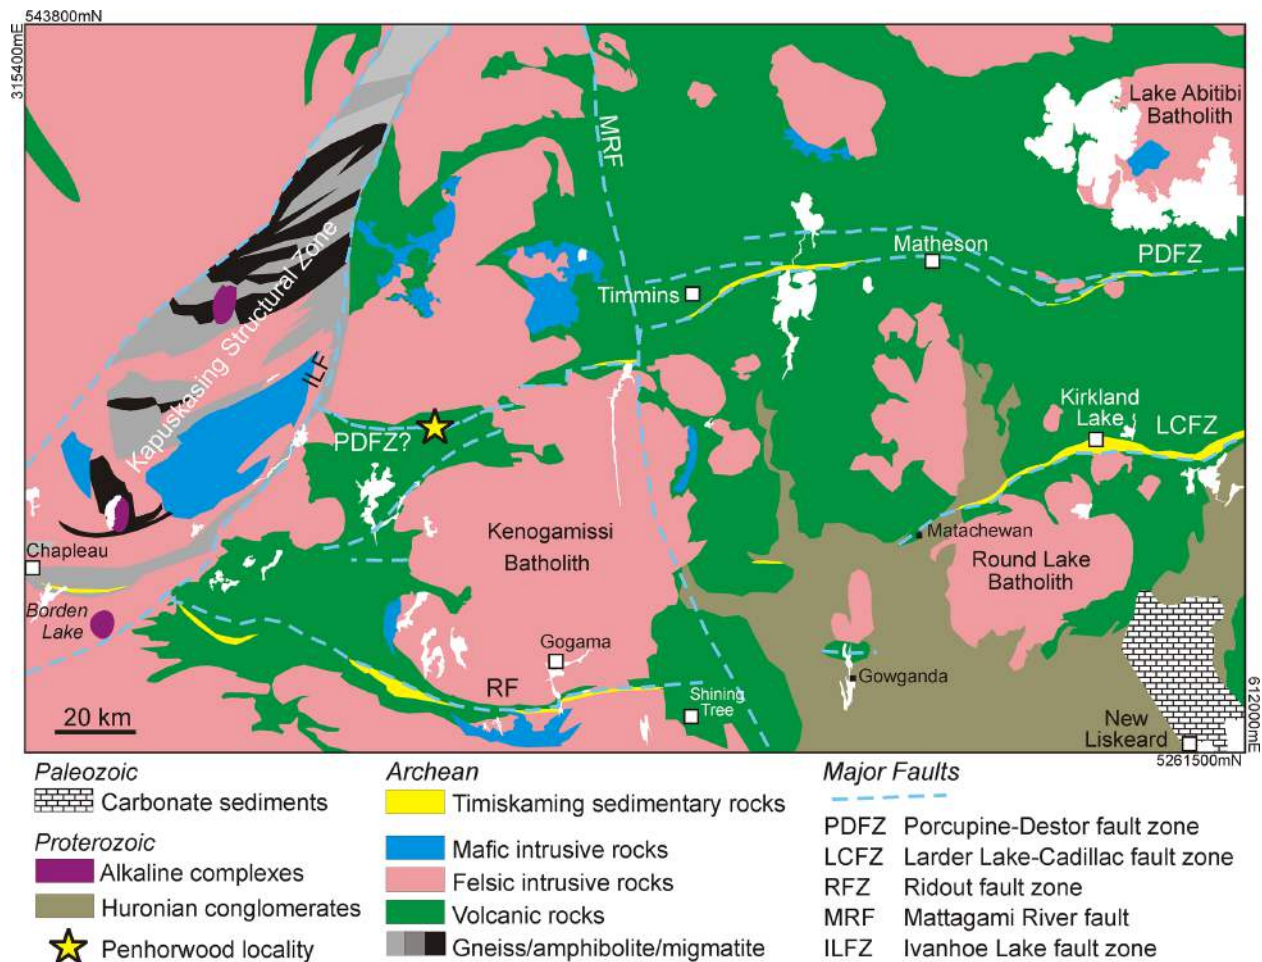 543800mN
315400mE
Lake Abitibi
Batholith
MRF
Matheson
PDFZ
Timmins
Kapuskasing Structural Zone
ILF
Kirkland
Lake
LCFZ
PDFZ?
Kenogamissi
Batholith
Matachewan
Round Lake
Batholith
Chapleau
Borden
Lake
Gogama
RF
Gowganda
Shining
Tree
20 km
New
Liskeard
612000mE
5261500mN
Paleozoic
Carbonate sediments
Proterozoic
Alkaline complexes
Huronian conglomerates
Penhorwood locality
Archean
Timiskaming sedimentary rocks
Mafic intrusive rocks
Felsic intrusive rocks
Volcanic rocks
Gneiss/amphibolite/migmatite
Major Faults
PDFZ Porcupine-Destor fault zone
LCFZ Larder Lake-Cadillac fault zone
RFZ Ridout fault zone
MRF Mattagami River fault
ILFZ Ivanhoe Lake fault zone